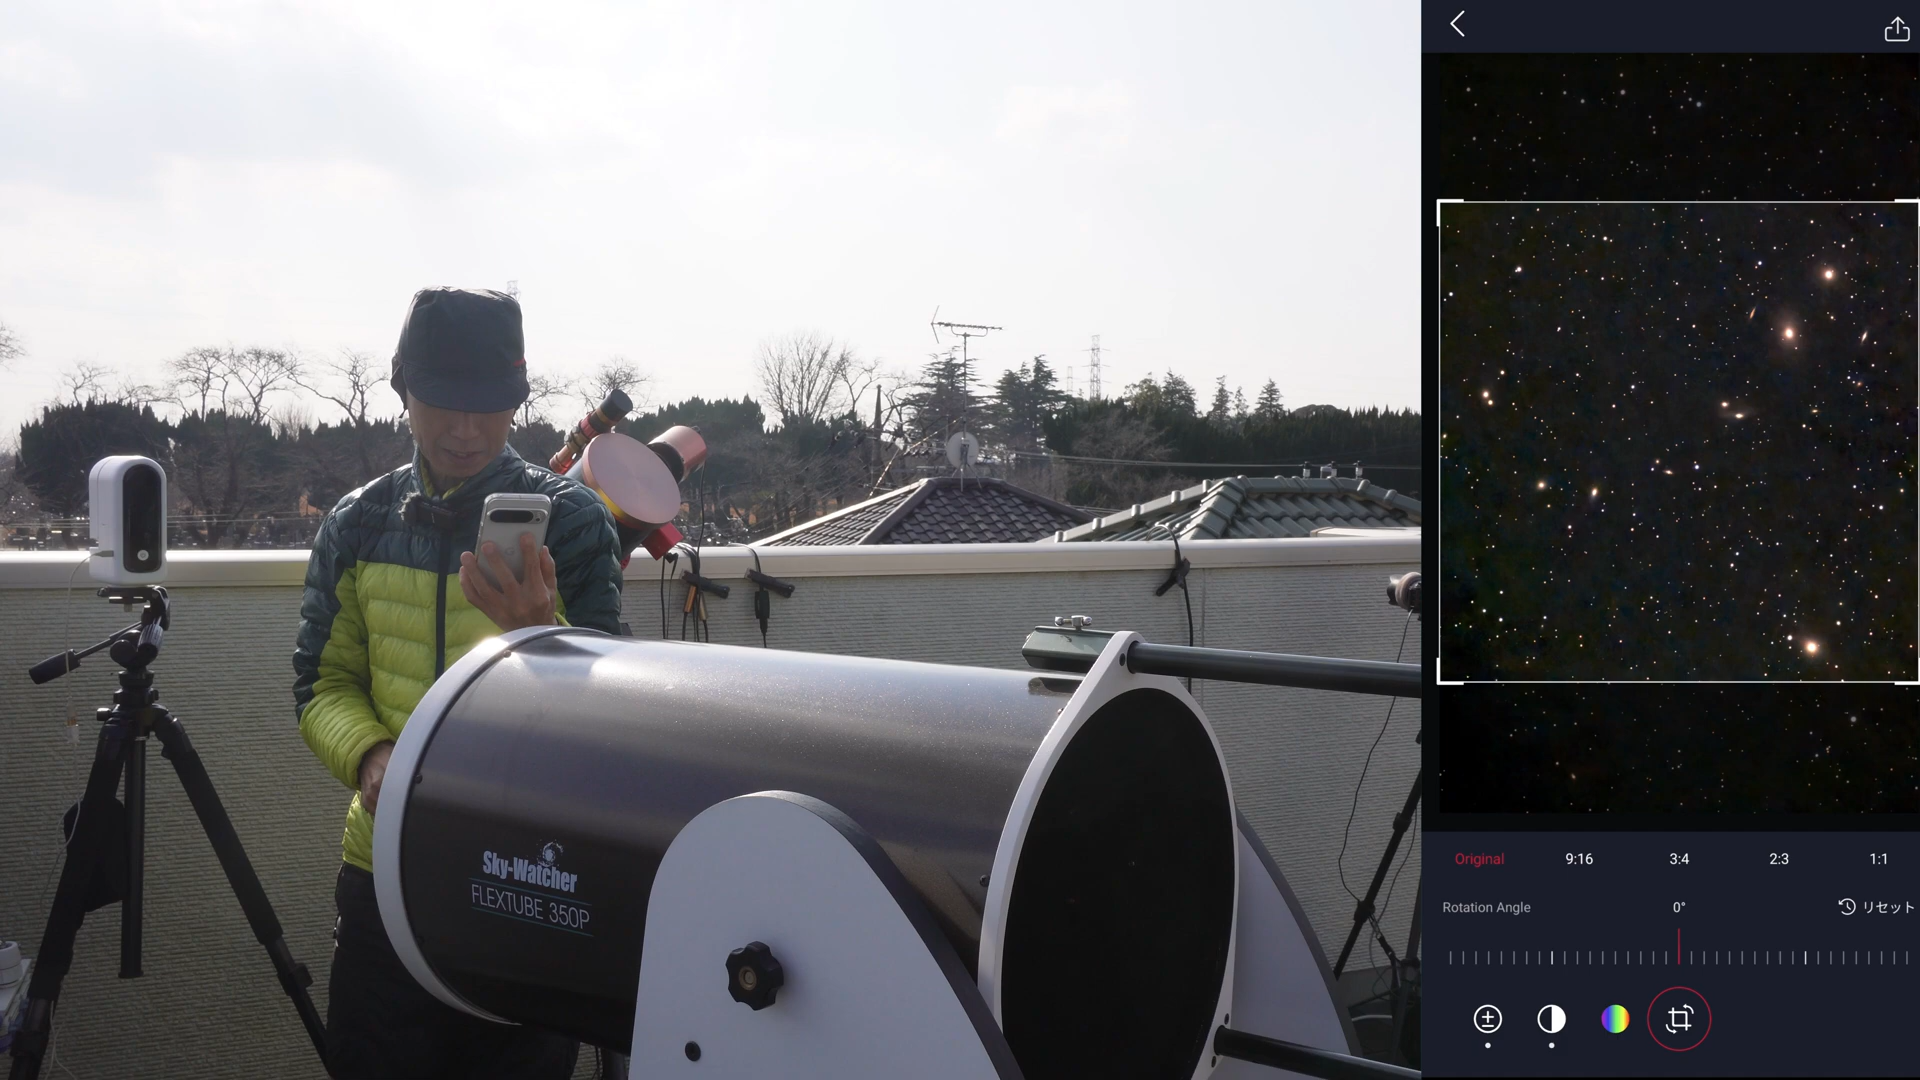 Sky-Watcher
FLEXTUBE 350P
Original
9:16
3:4
2:3
1:1
Rotation Angle
0°
リセット